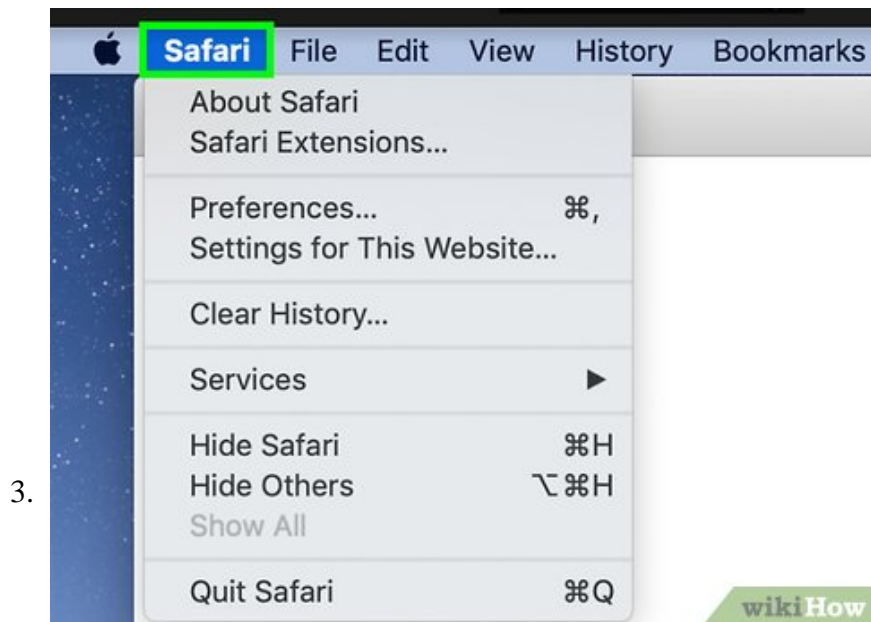 Safari File Edit View History Bookmarks
About Safari
Safari Extensions...
Preferences... ⌘,
Settings for This Website...
Clear History...
Services ▶
Hide Safari ⌘H
3.
Hide Others ⌥⌘H
Show All
Quit Safari ⌘Q
wikiHow